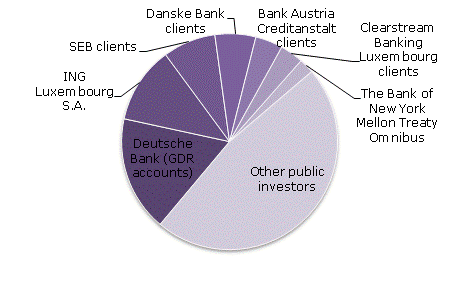 Danske Bank
clients
Bank Austria
Creditanstalt
clients
Clearstream
Banking
Luxembourg
clients
SEB clients
ING
Luxembourg
S.A.
The Bank of
New York
Mellon Treaty
Omnibus
Deutsche
Bank (GDR
accounts)
Other public
investors